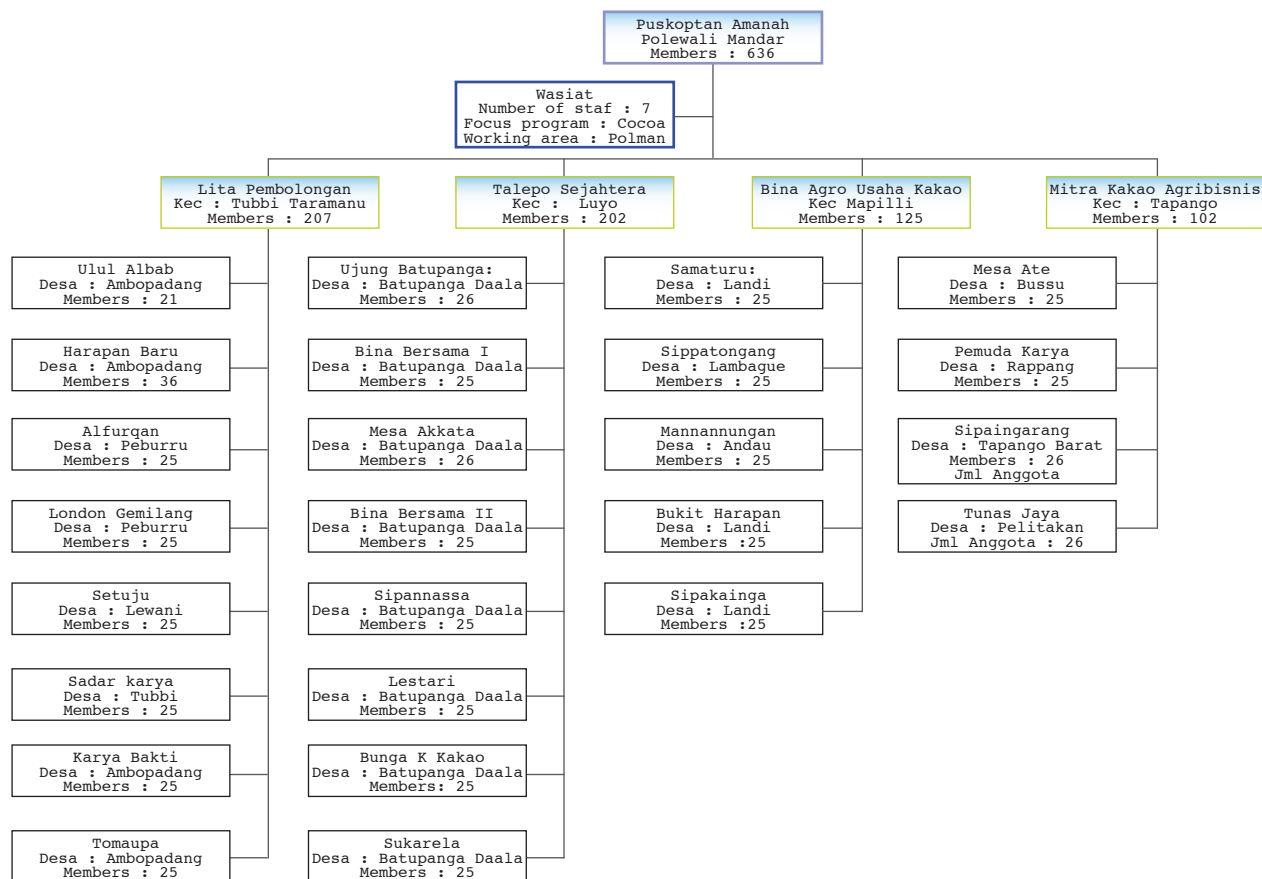 Puskoptan Amanah
Polewali Mandar
Members : 636
Wasiat
Number of staf : 7
Focus program : Cocoa
Working area : Polman
Lita Pembolongan
Kec : Tubbi Taramanu
Members : 207
Talepo Sejahtera
Kec : Luyo
Members : 202
Bina Agro Usaha Kakao
Kec Mapilli
Members : 125
Mitra Kakao Agribisnis
Kec : Tapango
Members : 102
Ulul Albab
Desa : Ambopadang
Members : 21
Harapan Baru
Desa : Ambopadang
Members : 36
Alfurqan
Desa : Peburru
Members : 25
London Gemilang
Desa : Peburru
Members : 25
Setuju
Desa : Lewani
Members : 25
Sadar karya
Desa : Tubbi
Members : 25
Karya Bakti
Desa : Ambopadang
Members : 25
Tomaupa
Desa : Ambopadang
Members : 25
Ujung Batupanga:
Desa : Batupanga Daala
Members : 26
Bina Bersama I
Desa : Batupanga Daala
Members : 25
Mesa Akkata
Desa : Batupanga Daala
Members : 26
Bina Bersama II
Desa : Batupanga Daala
Members : 25
Sipannassa
Desa : Batupanga Daala
Members : 25
Lestari
Desa : Batupanga Daala
Members : 25
Bunga K Kakao
Desa : Batupanga Daala
Members: 25
Sukarela
Desa : Batupanga Daala
Members : 25
Samaturu:
Desa : Landi
Members : 25
Sippatongang
Desa : Lambague
Members : 25
Mannannungan
Desa : Andau
Members : 25
Bukit Harapan
Desa : Landi
Members :25
Sipakainga
Desa : Landi
Members :25
Mesa Ate
Desa : Bussu
Members : 25
Pemuda Karya
Desa : Rappang
Members : 25
Sipaingarang
Desa : Tapango Barat
Members : 26
Jml Anggota
Tunas Jaya
Desa : Pelitakan
Jml Anggota : 26